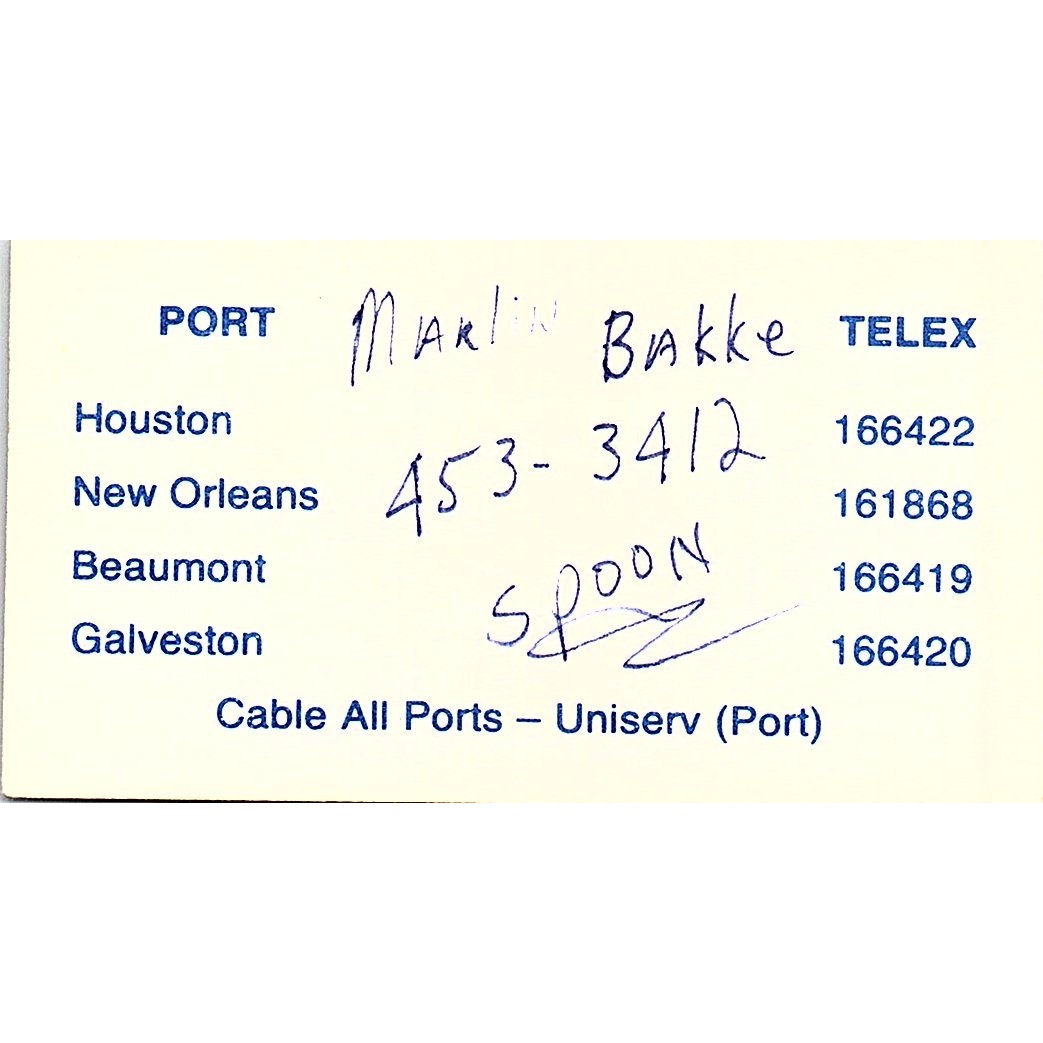 PORT Marlin Bakke TELEX
Houston 166422
453-3412
New Orleans 161868
Beaumont 166419
SPOON
Galveston 166420
Cable All Ports – Uniserv (Port)